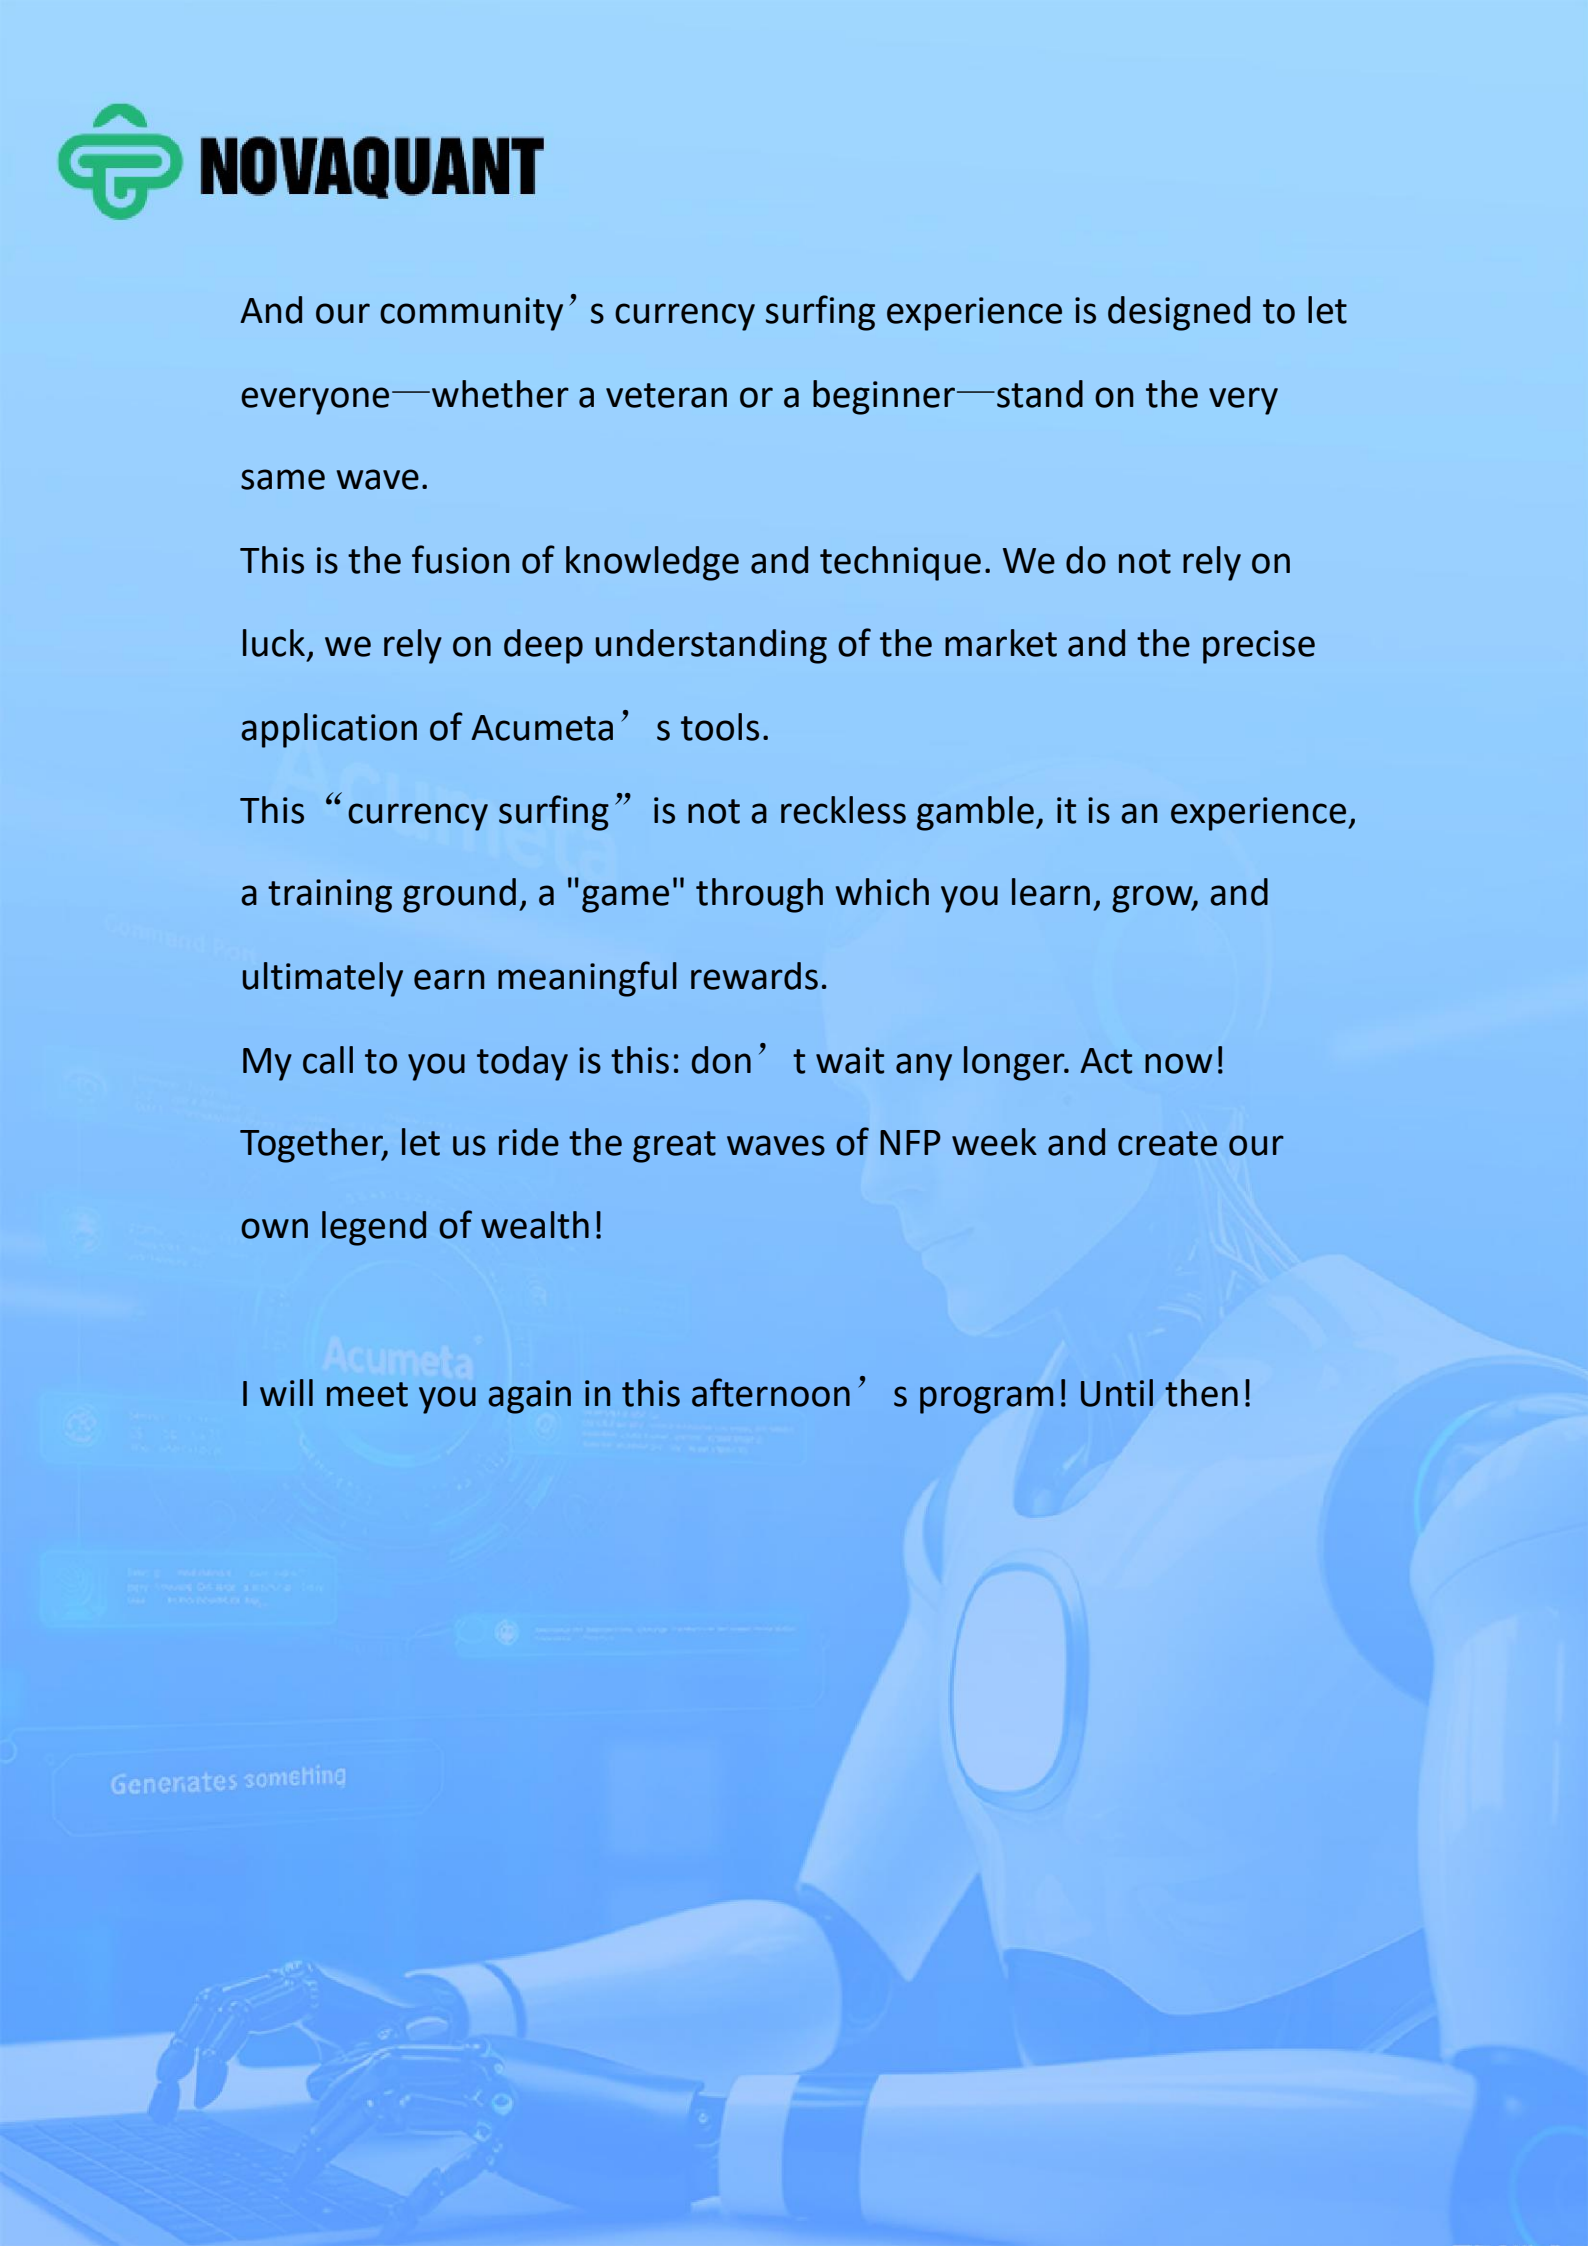 NOVAQUANT
And our community’s currency surfing experience is designed to let
everyone—whether a veteran or a beginner—stand on the very
same wave.
This is the fusion of knowledge and technique. We do not rely on
luck, we rely on deep understanding of the market and the precise
application of Acumeta’s tools.
Acumeta
This “currency surfing” is not a reckless gamble, it is an experience,
a training ground, a "game" through which you learn, grow, and
ultimately earn meaningful rewards.
My call to you today is this: don’t wait any longer. Act now!
Together, let us ride the great waves of NFP week and create our
own legend of wealth!
Acumeta
I will meet you again in this afternoon’s program! Until then!
Generates something